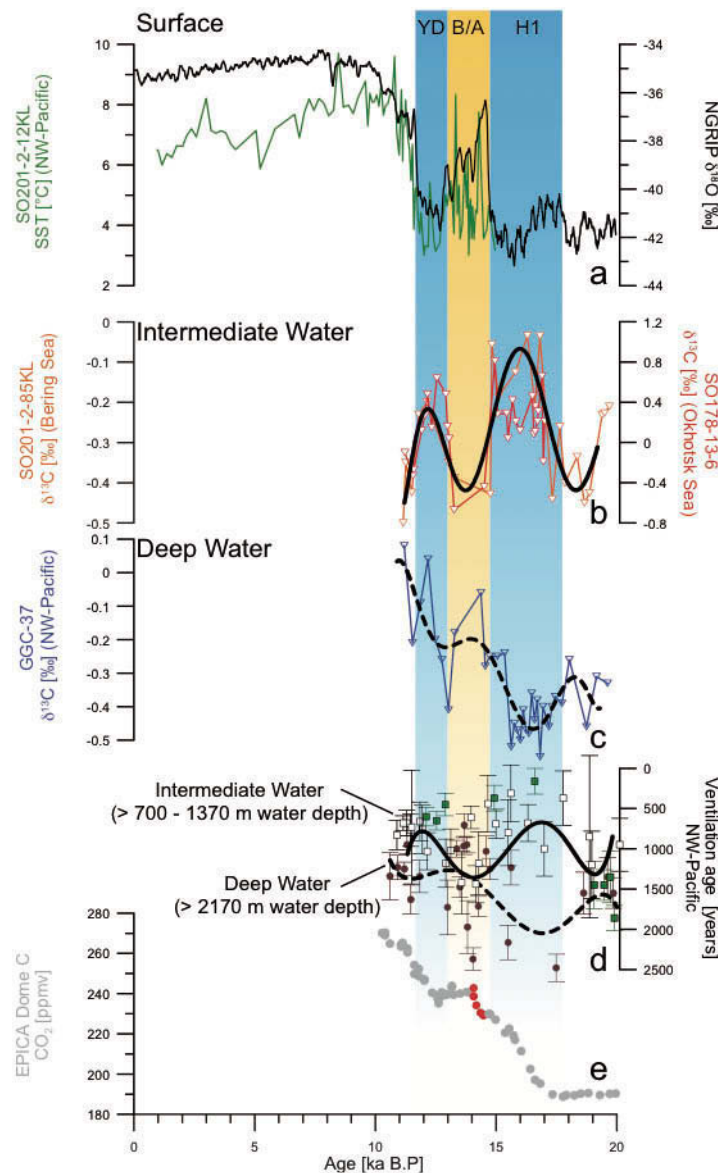 YD B/A H1
Surface
10
8
6
4
2
SO201-2-12KL
SST [°C] (NW-Pacific)
-34
-36
-38
-40
-42
-44
NGRIP δ¹⁸O [‰]
a
Intermediate Water
0
-0.1
-0.2
-0.3
-0.4
-0.5
SO201-2-85KL
δ¹³C [‰] (Bering Sea)
1.2
0.8
0.4
0
-0.4
-0.8
SO178-13-6
δ¹³C [‰] (Okhotsk Sea)
b
Deep Water
0.1
0
-0.1
-0.2
-0.3
-0.4
-0.5
GGC-37
δ¹³C [‰] (NW-Pacific)
c
Intermediate Water
(> 700 - 1370 m water depth)
Deep Water
(> 2170 m water depth)
0
500
1000
1500
2000
2500
Ventilation age [years]
NW-Pacific
d
280
270
260
250
240
230
220
210
200
190
180
EPICA Dome C
CO₂ [ppmv]
e
0 5 10 15 20
Age [ka B.P]